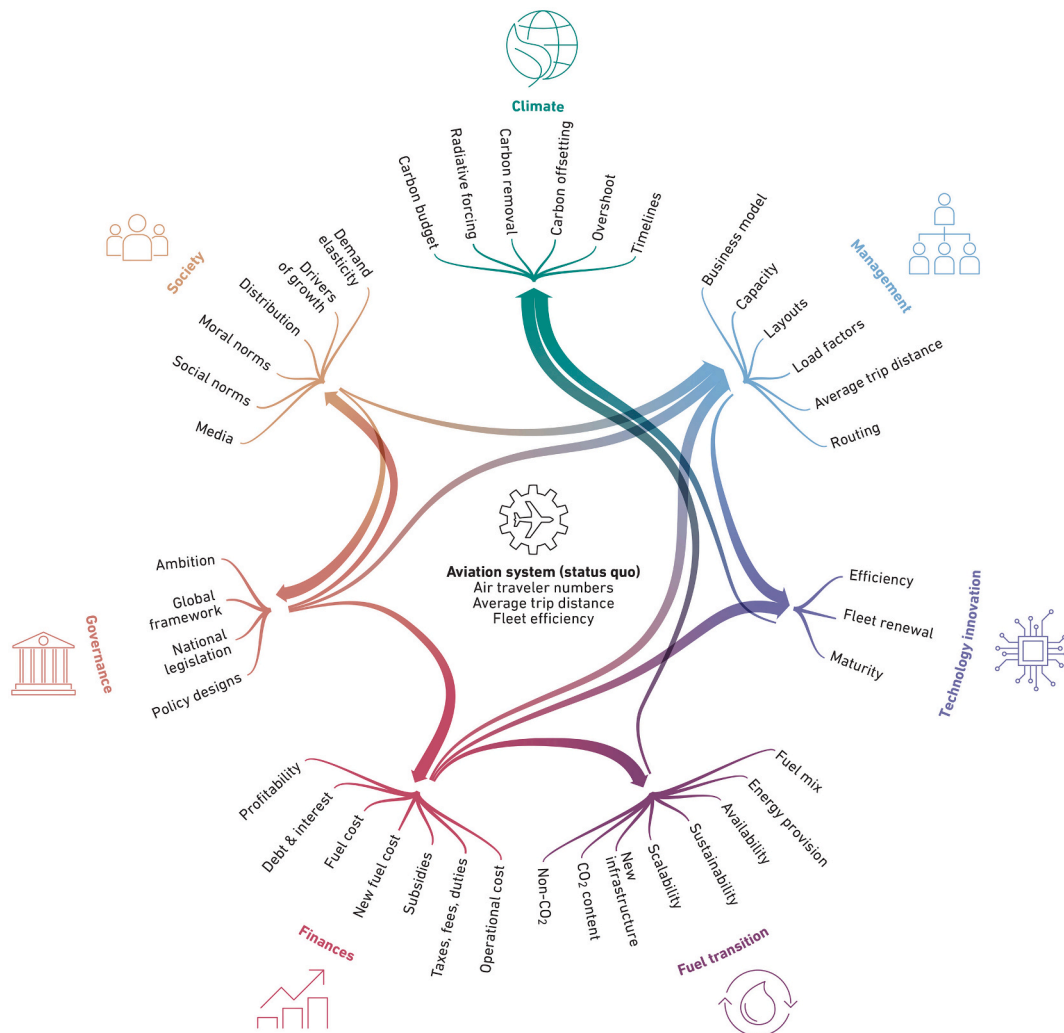 Climate
Carbon budget
Radiative forcing
Carbon removal
Carbon offsetting
Overshoot
Timelines
Management
Business model
Capacity
Layouts
Load factors
Average trip distance
Routing
Society
Demand
elasticity
Drivers
of growth
Distribution
Moral norms
Social norms
Media
Aviation system (status quo)
Air traveler numbers
Average trip distance
Fleet efficiency
Governance
Ambition
Global
framework
National
legislation
Policy designs
Technology innovation
Efficiency
Fleet renewal
Maturity
Finances
Profitability
Debt & interest
Fuel cost
New fuel cost
Subsidies
Taxes, fees, duties
Operational cost
Fuel transition
Non-CO₂
CO₂ content
New
infrastructure
Scalability
Sustainability
Availability
Energy provision
Fuel mix